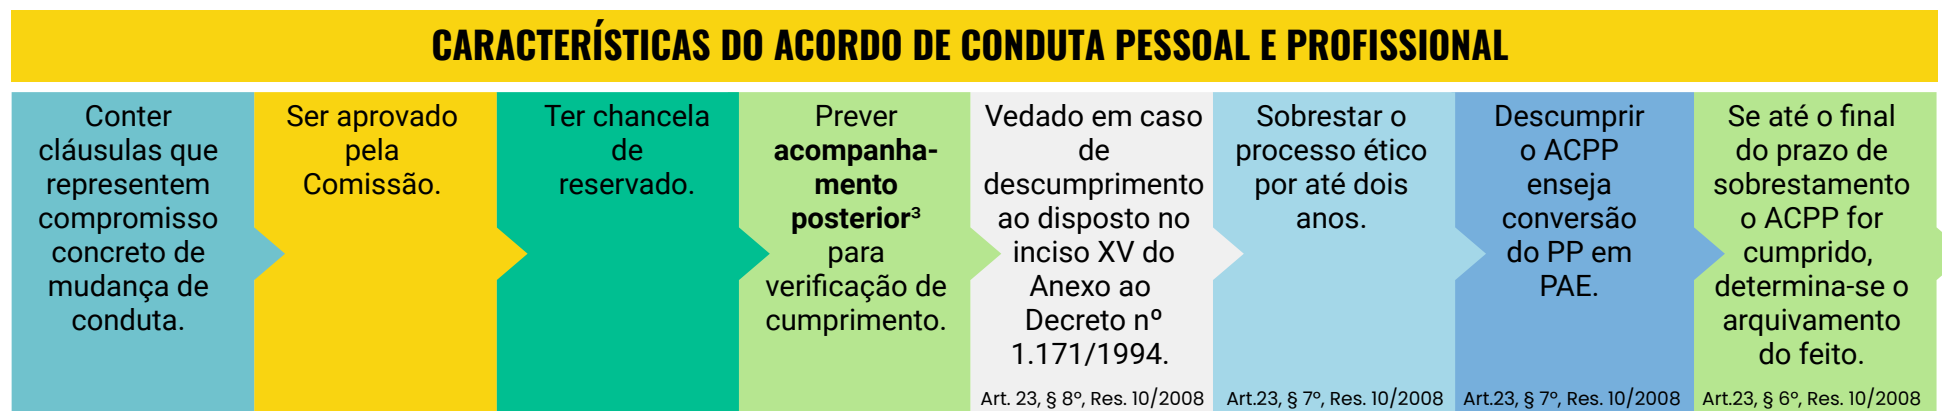 CARACTERÍSTICAS DO ACORDO DE CONDUTA PESSOAL E PROFISSIONAL
Conter
cláusulas que
representem
compromisso
concreto de
mudança de
conduta.
Ser aprovado
pela
Comissão.
Ter chancela
de
reservado.
Prever
acompanha-
mento
posterior³
para
verificação de
cumprimento.
Vedado em caso
de
descumprimento
ao disposto no
inciso XV do
Anexo ao
Decreto nº
1.171/1994.
Art. 23, § 8º, Res. 10/2008
Sobrestar o
processo ético
por até dois
anos.
Art.23, § 7º, Res. 10/2008
Descumprir
o ACPP
enseja
conversão
do PP em
PAE.
Art.23, § 7º, Res. 10/2008
Se até o final
do prazo de
sobrestamento
o ACPP for
cumprido,
determina-se o
arquivamento
do feito.
Art.23, § 6º, Res. 10/2008